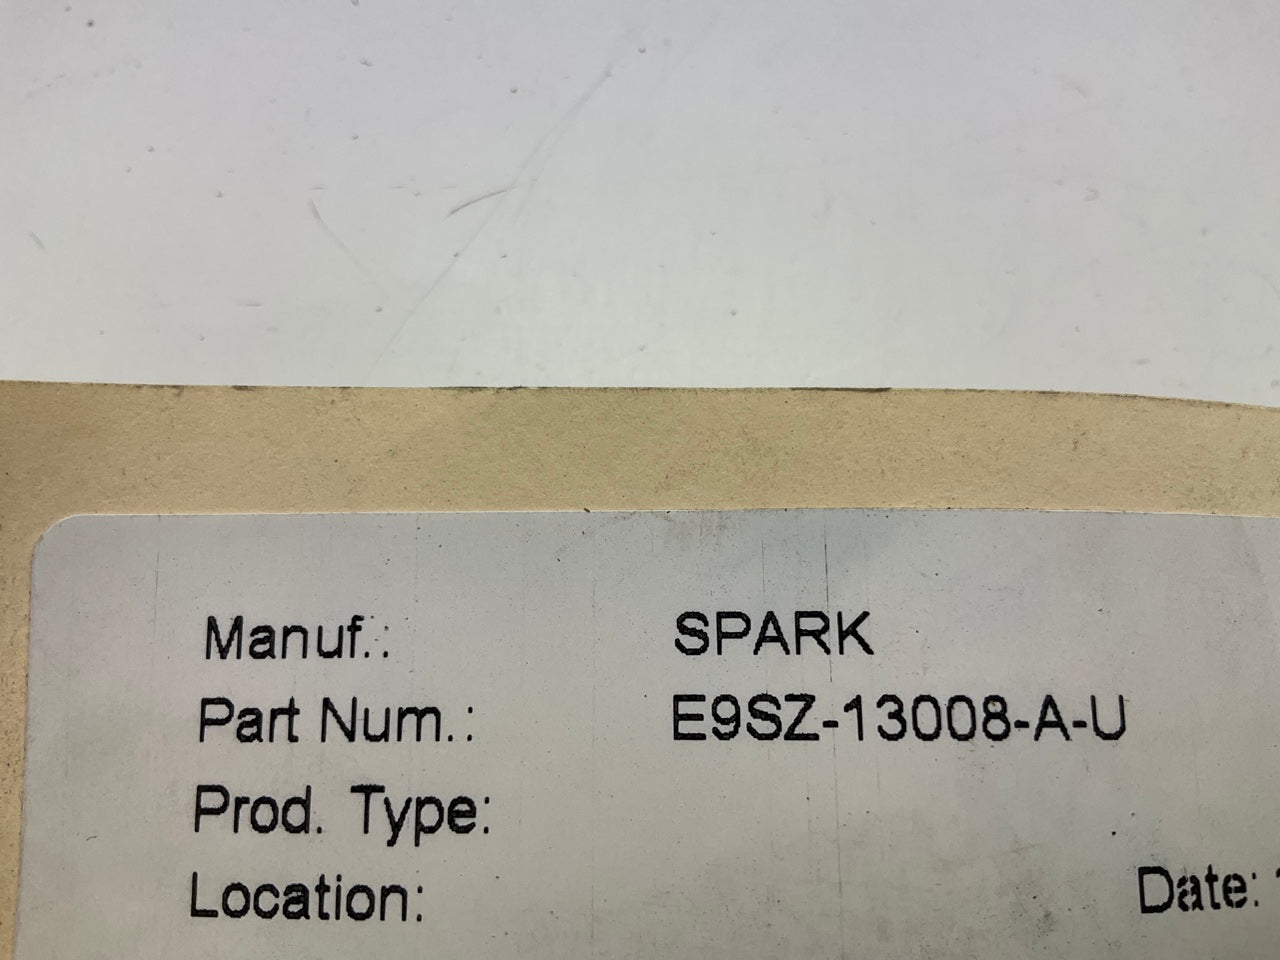 Manuf.: SPARK
Part Num.: E9SZ-13008-A-U
Prod. Type:
Location: Date: